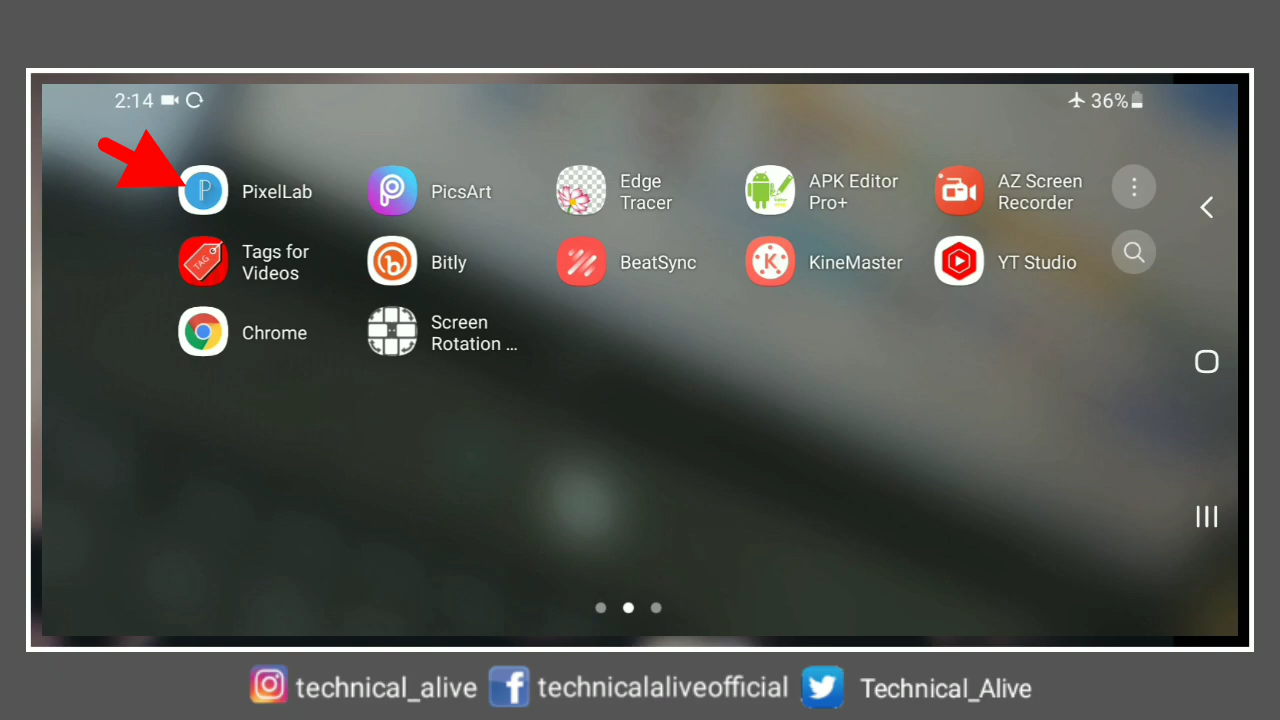 2:14
36%
PixelLab
PicsArt
Edge
Tracer
APK Editor
Pro+
AZ Screen
Recorder
TAG
Tags for
Videos
Bitly
BeatSync
K
KineMaster
YT Studio
Chrome
Screen
Rotation ...
technical_alive
technicalaliveofficial
Technical_Alive